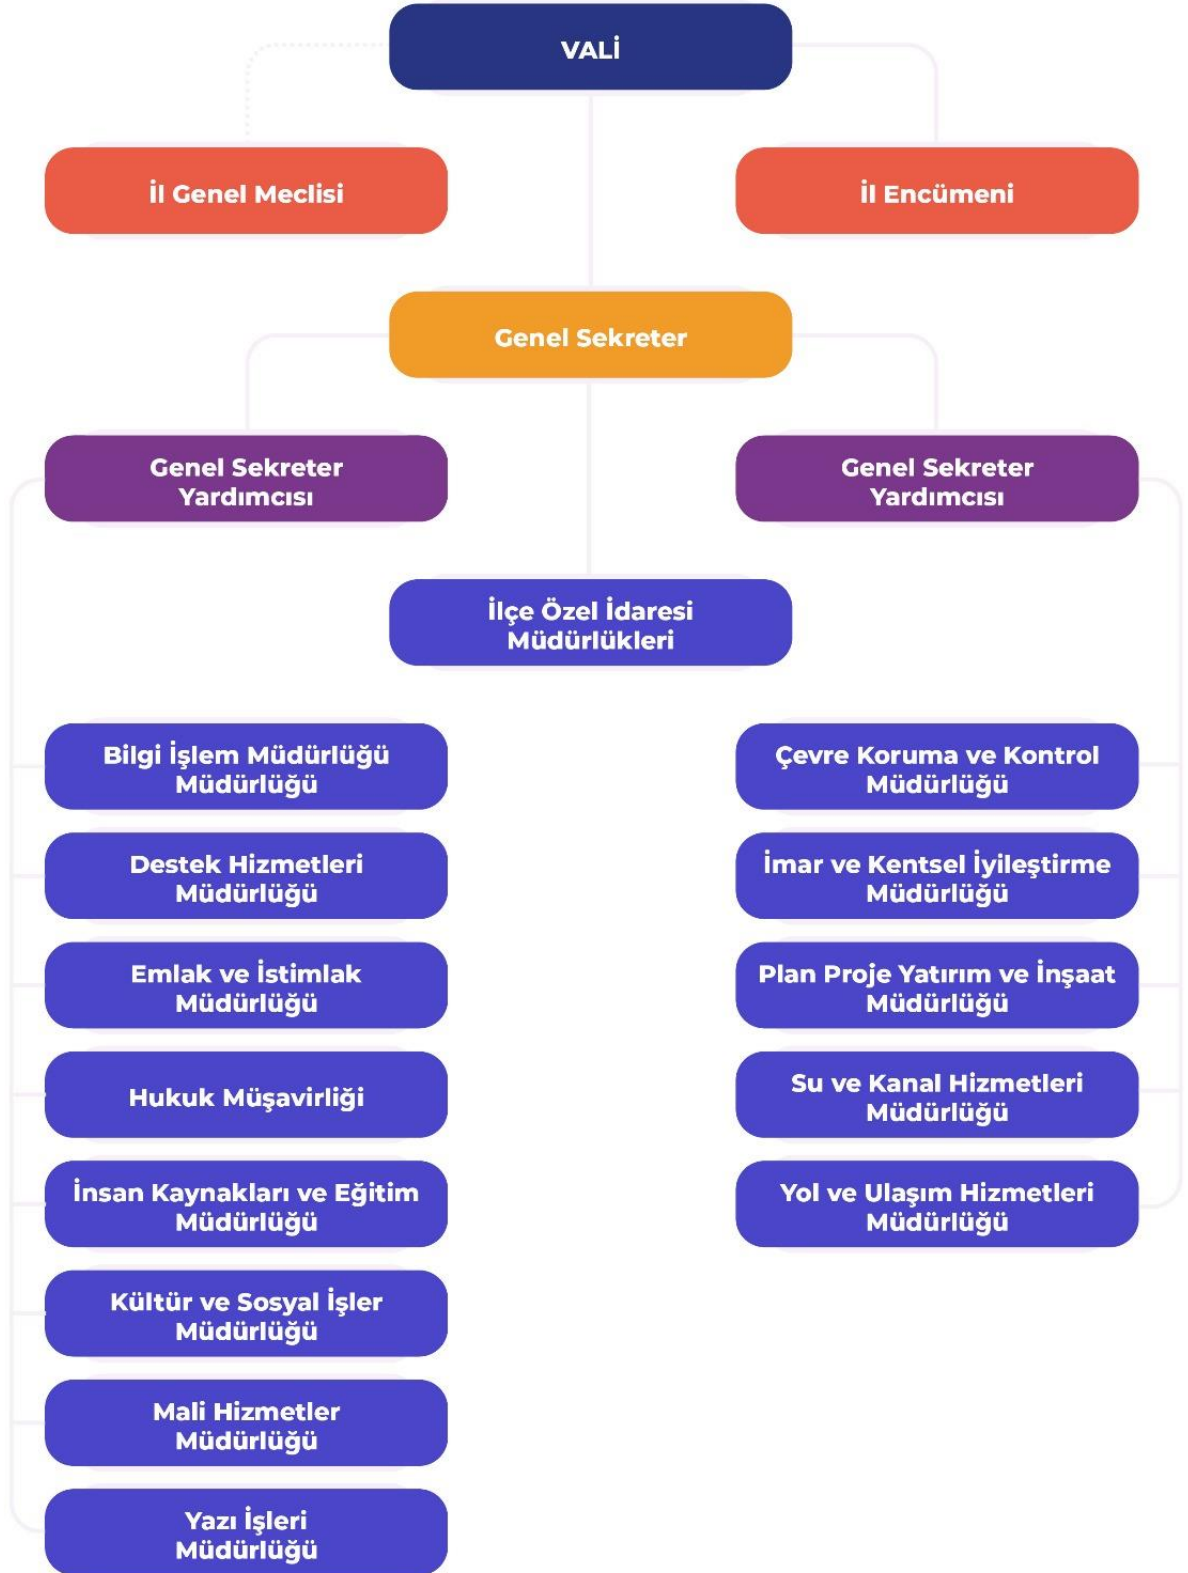 VALİ
İl Genel Meclisi
İl Encümeni
Genel Sekreter
Genel Sekreter
Yardımcısı
Genel Sekreter
Yardımcısı
İlçe Özel İdaresi
Müdürlükleri
Bilgi İşlem Müdürlüğü
Müdürlüğü
Destek Hizmetleri
Müdürlüğü
Emlak ve İstimlak
Müdürlüğü
Hukuk Müşavirliği
İnsan Kaynakları ve Eğitim
Müdürlüğü
Kültür ve Sosyal İşler
Müdürlüğü
Mali Hizmetler
Müdürlüğü
Yazı İşleri
Müdürlüğü
Çevre Koruma ve Kontrol
Müdürlüğü
İmar ve Kentsel İyileştirme
Müdürlüğü
Plan Proje Yatırım ve İnşaat
Müdürlüğü
Su ve Kanal Hizmetleri
Müdürlüğü
Yol ve Ulaşım Hizmetleri
Müdürlüğü